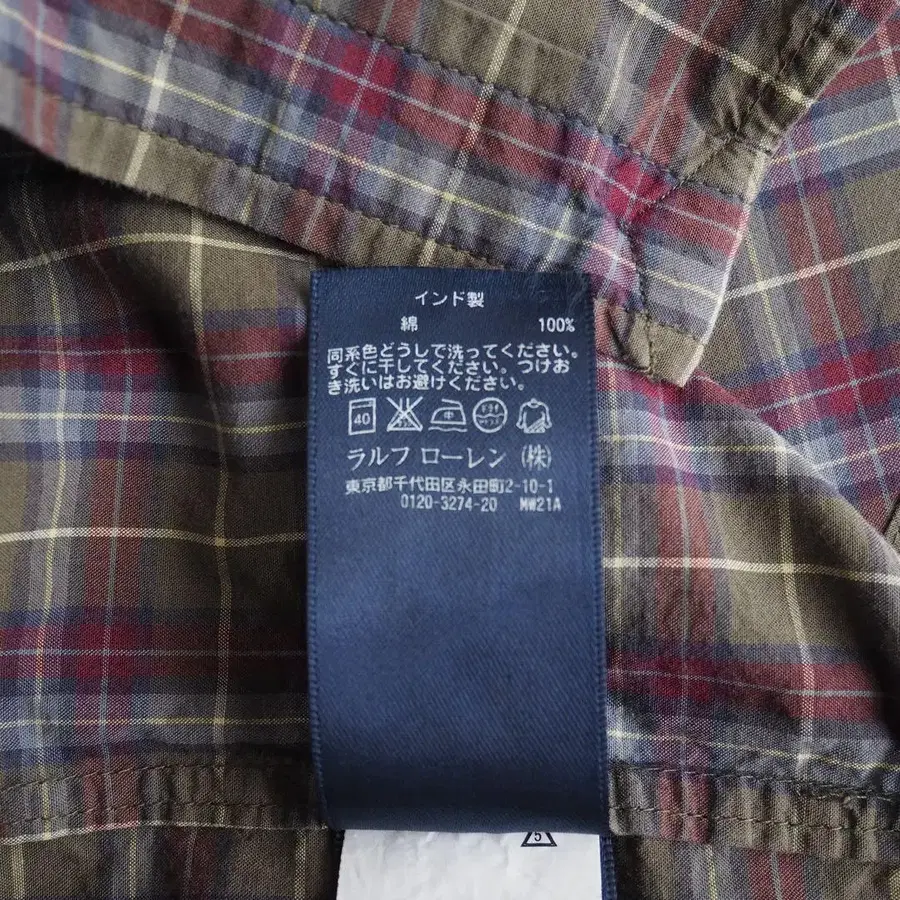 インド製
綿 100%
同系色どうしで洗ってください。
すぐに干してください。つけお
き洗いはお避けください。
40 中
ラルフ ローレン (株)
東京都千代田区永田町2-10-1
0120-3274-20 MW21A
5